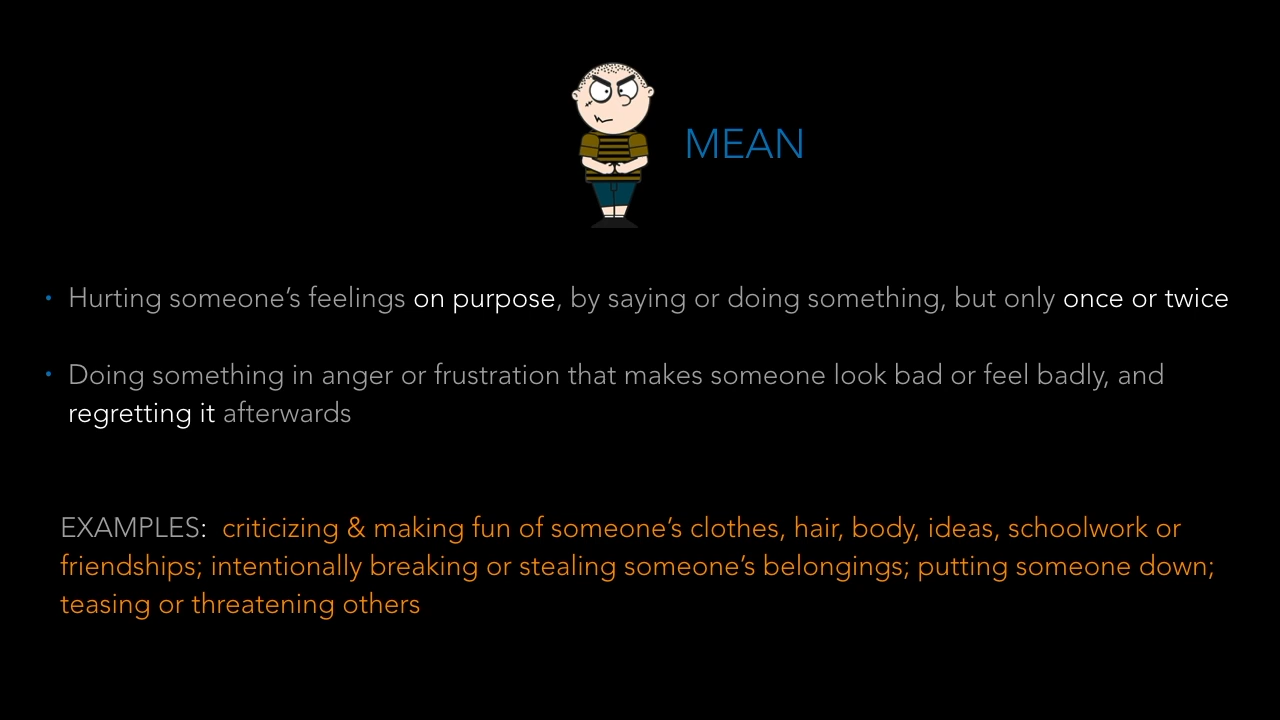 MEAN
• Hurting someone’s feelings on purpose, by saying or doing something, but only once or twice
• Doing something in anger or frustration that makes someone look bad or feel badly, and
regretting it afterwards
EXAMPLES: criticizing & making fun of someone’s clothes, hair, body, ideas, schoolwork or
friendships; intentionally breaking or stealing someone’s belongings; putting someone down;
teasing or threatening others